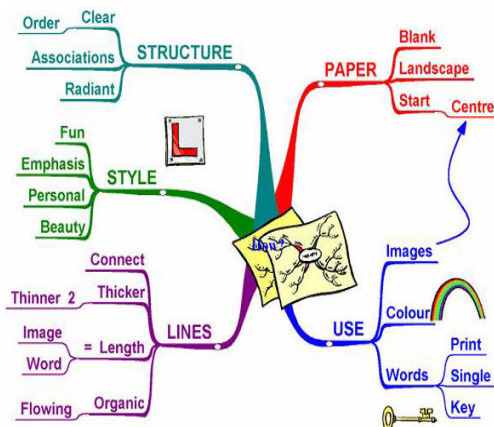 Order
Clear
Associations
Radiant
STRUCTURE
PAPER
Blank
Landscape
Start
Centre
L
Fun
Emphasis
Personal
Beauty
STYLE
Connect
Thinner 2
Thicker
Image
Word
= Length
Flowing
Organic
LINES
USE
Images
Colour
Words
Print
Single
Key